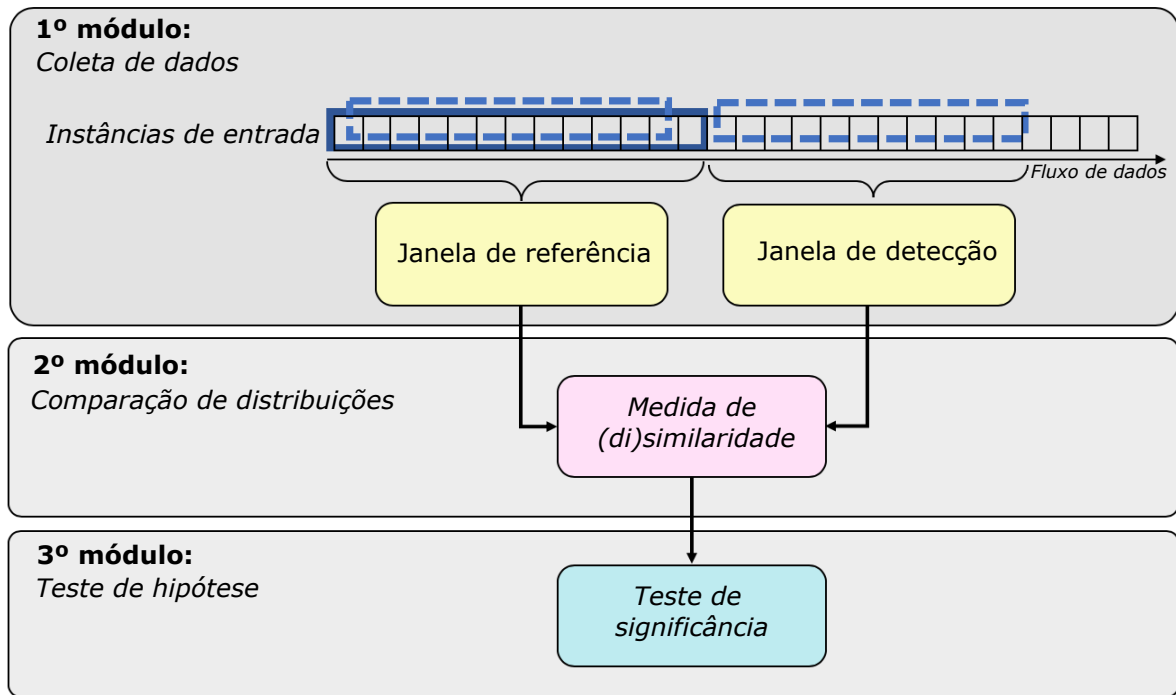 1º módulo:
Coleta de dados
Instâncias de entrada
Fluxo de dados
Janela de referência
Janela de detecção
2º módulo:
Comparação de distribuições
Medida de
(di)similaridade
3º módulo:
Teste de hipótese
Teste de
significância